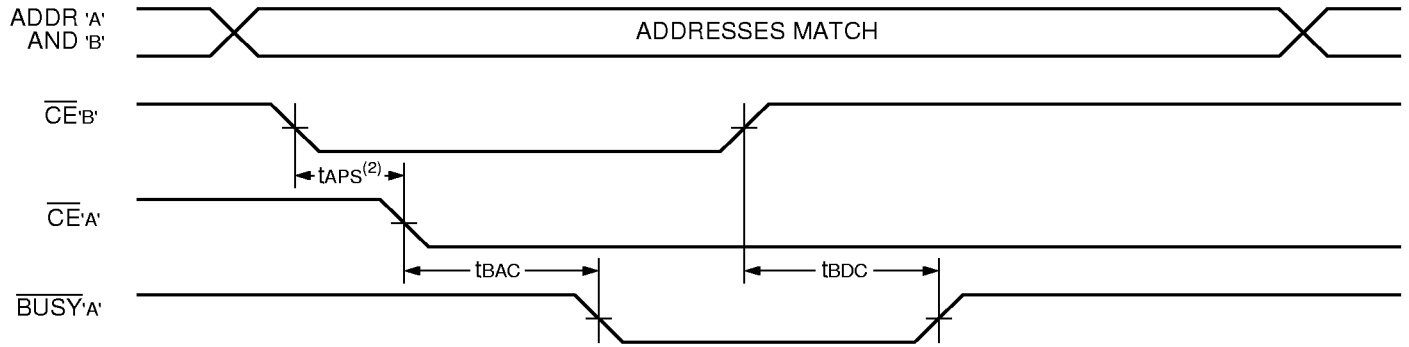 ADDR 'A'
AND 'B'
ADDRESSES MATCH
CE'B'
tAPS(2)
CE'A'
tBAC
tBDC
BUSY'A'